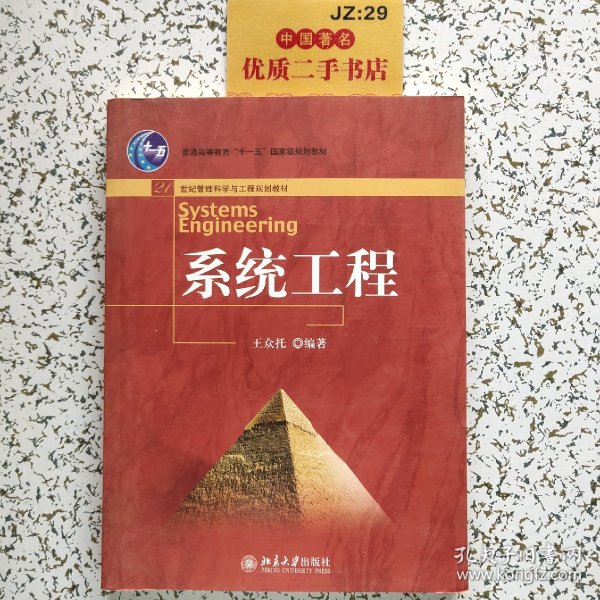 JZ:29
中国著名
优质二手书店
十一五
普通高等教育“十一五”国家级规划教材
21世纪管理科学与工程规划教材
Systems
Engineering
系统工程
王众托 ◎编著
北京大学出版社
PEKING UNIVERSITY PRESS
孔夫子旧书网
www.kongfz.com